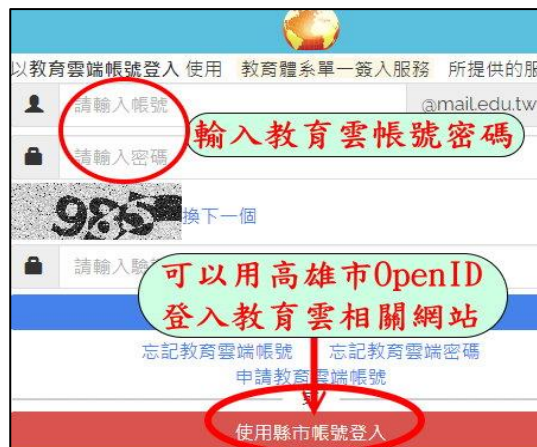 以教育雲端帳號登入 使用 教育體系單一簽入服務 所提供的服
請輸入帳號 @mail.edu.tw
輸入教育雲帳號密碼
請輸入密碼
985 換下一個
請輸入驗
可以用高雄市OpenID
登入教育雲相關網站
忘記教育雲端帳號 忘記教育雲端密碼
申請教育雲端帳號
使用縣市帳號登入